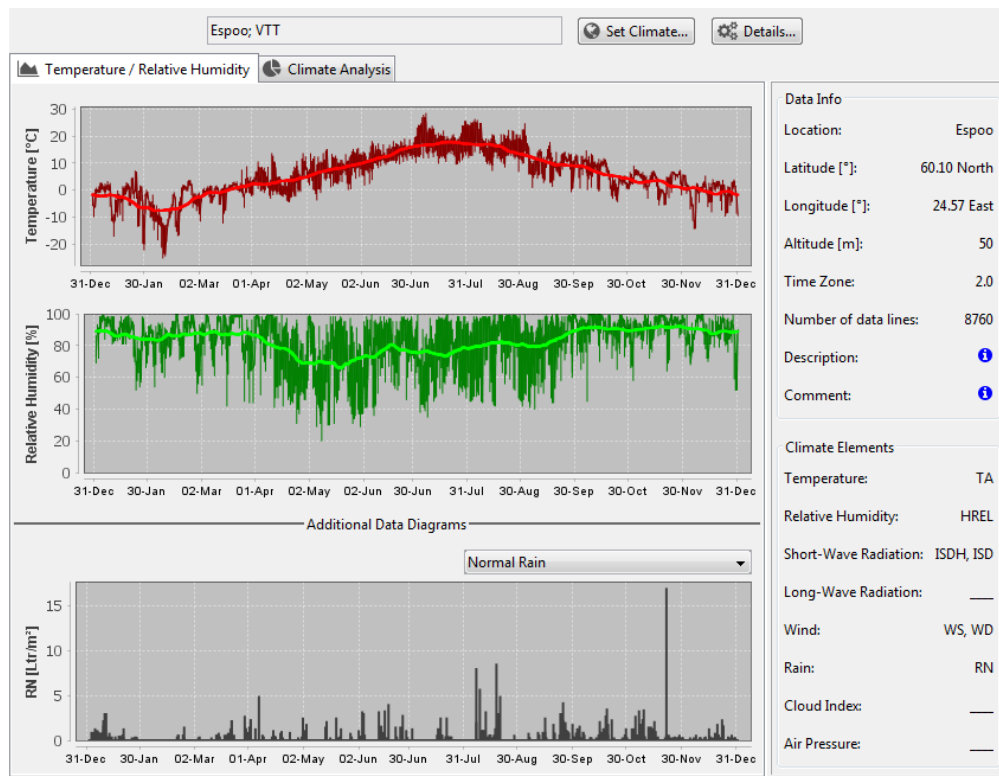 Espoo; VTT
Set Climate...
Details...
Temperature / Relative Humidity
Climate Analysis
Temperature [°C]
30
20
10
0
-10
-20
31-Dec 30-Jan 02-Mar 01-Apr 02-May 02-Jun 30-Jun 31-Jul 30-Aug 30-Sep 30-Oct 30-Nov 31-Dec
Relative Humidity [%]
100
80
60
40
20
0
31-Dec 30-Jan 02-Mar 01-Apr 02-May 02-Jun 30-Jun 31-Jul 30-Aug 30-Sep 30-Oct 30-Nov 31-Dec
Additional Data Diagrams
Normal Rain
RN [Ltr/m²]
15
10
5
0
31-Dec 30-Jan 02-Mar 01-Apr 02-May 02-Jun 30-Jun 31-Jul 30-Aug 30-Sep 30-Oct 30-Nov 31-Dec
Data Info
Location: Espoo
Latitude [°]: 60.10 North
Longitude [°]: 24.57 East
Altitude [m]: 50
Time Zone: 2.0
Number of data lines: 8760
Description:
Comment:
Climate Elements
Temperature: TA
Relative Humidity: HREL
Short-Wave Radiation: ISDH, ISD
Long-Wave Radiation: ___
Wind: WS, WD
Rain: RN
Cloud Index: ___
Air Pressure: ___